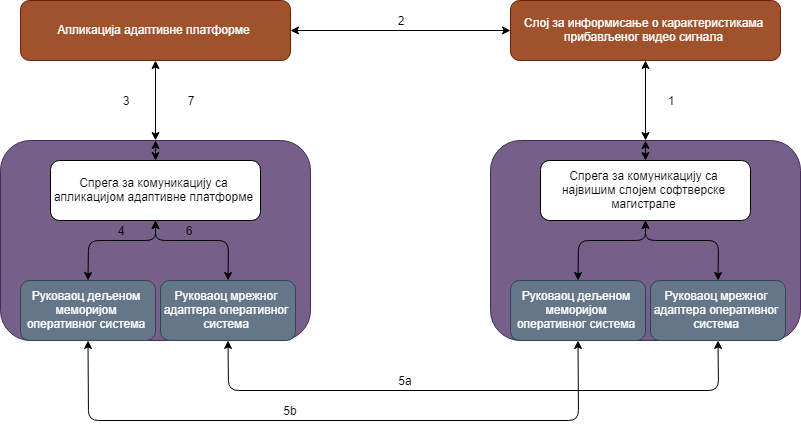 Апликација адаптивне платформе
2
Слој за информисање о карактеристикама
прибављеног видео сигнала
3
7
1
Спрега за комуникацију са
апликацијом адаптивне платформе
4
6
Руковаоц дељеном
меморијом
оперативног система
Руковаоц мрежног
адаптера оперативног
система
Спрега за комуникацију са
највишим слојем софтверске
магистрале
Руковаоц дељеном
меморијом
оперативног система
Руковаоц мрежног
адаптера оперативног
система
5a
5b